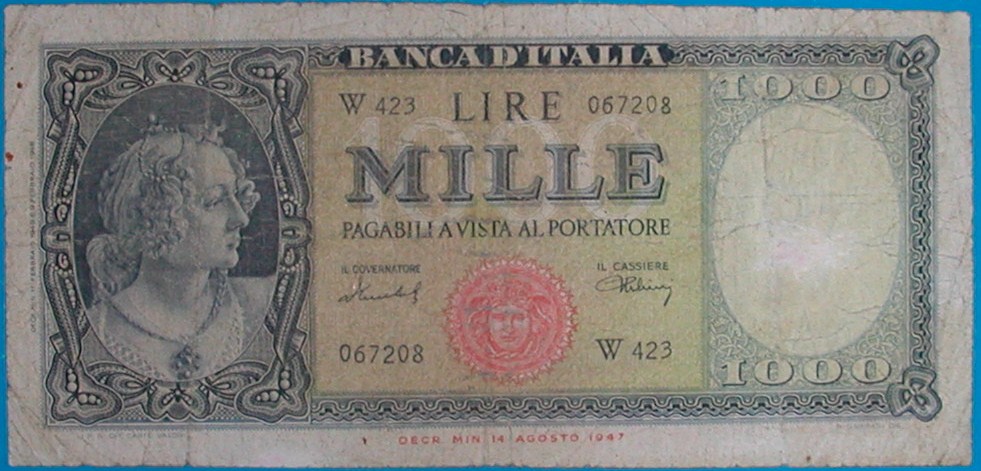 BANCA D'ITALIA
1000
W 423 LIRE 067208
1000
MILLE
PAGABILI A VISTA AL PORTATORE
IL GOVERNATORE
IL CASSIERE
067208
W 423
1000
DECR. MIN 14 AGOSTO 1947